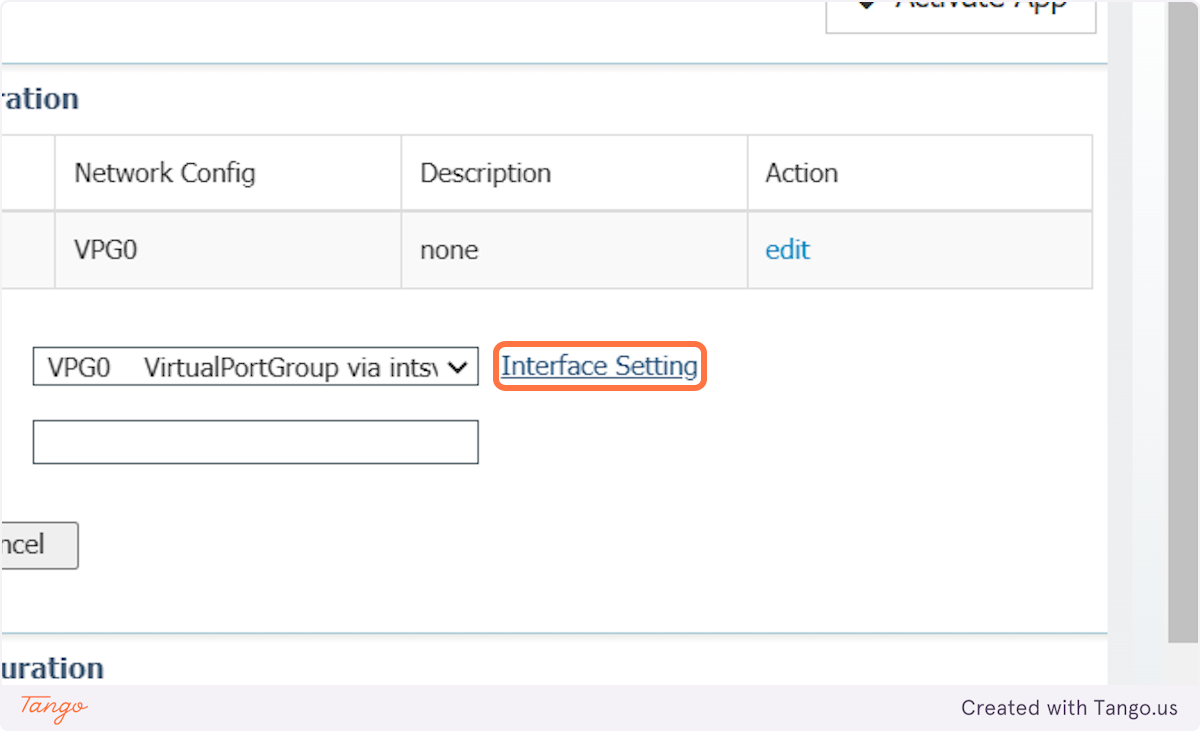 Activate App
ration
Network Config Description Action
VPG0 none edit
VPG0 VirtualPortGroup via intsv Interface Setting
ncel
uration
Tango Created with Tango.us